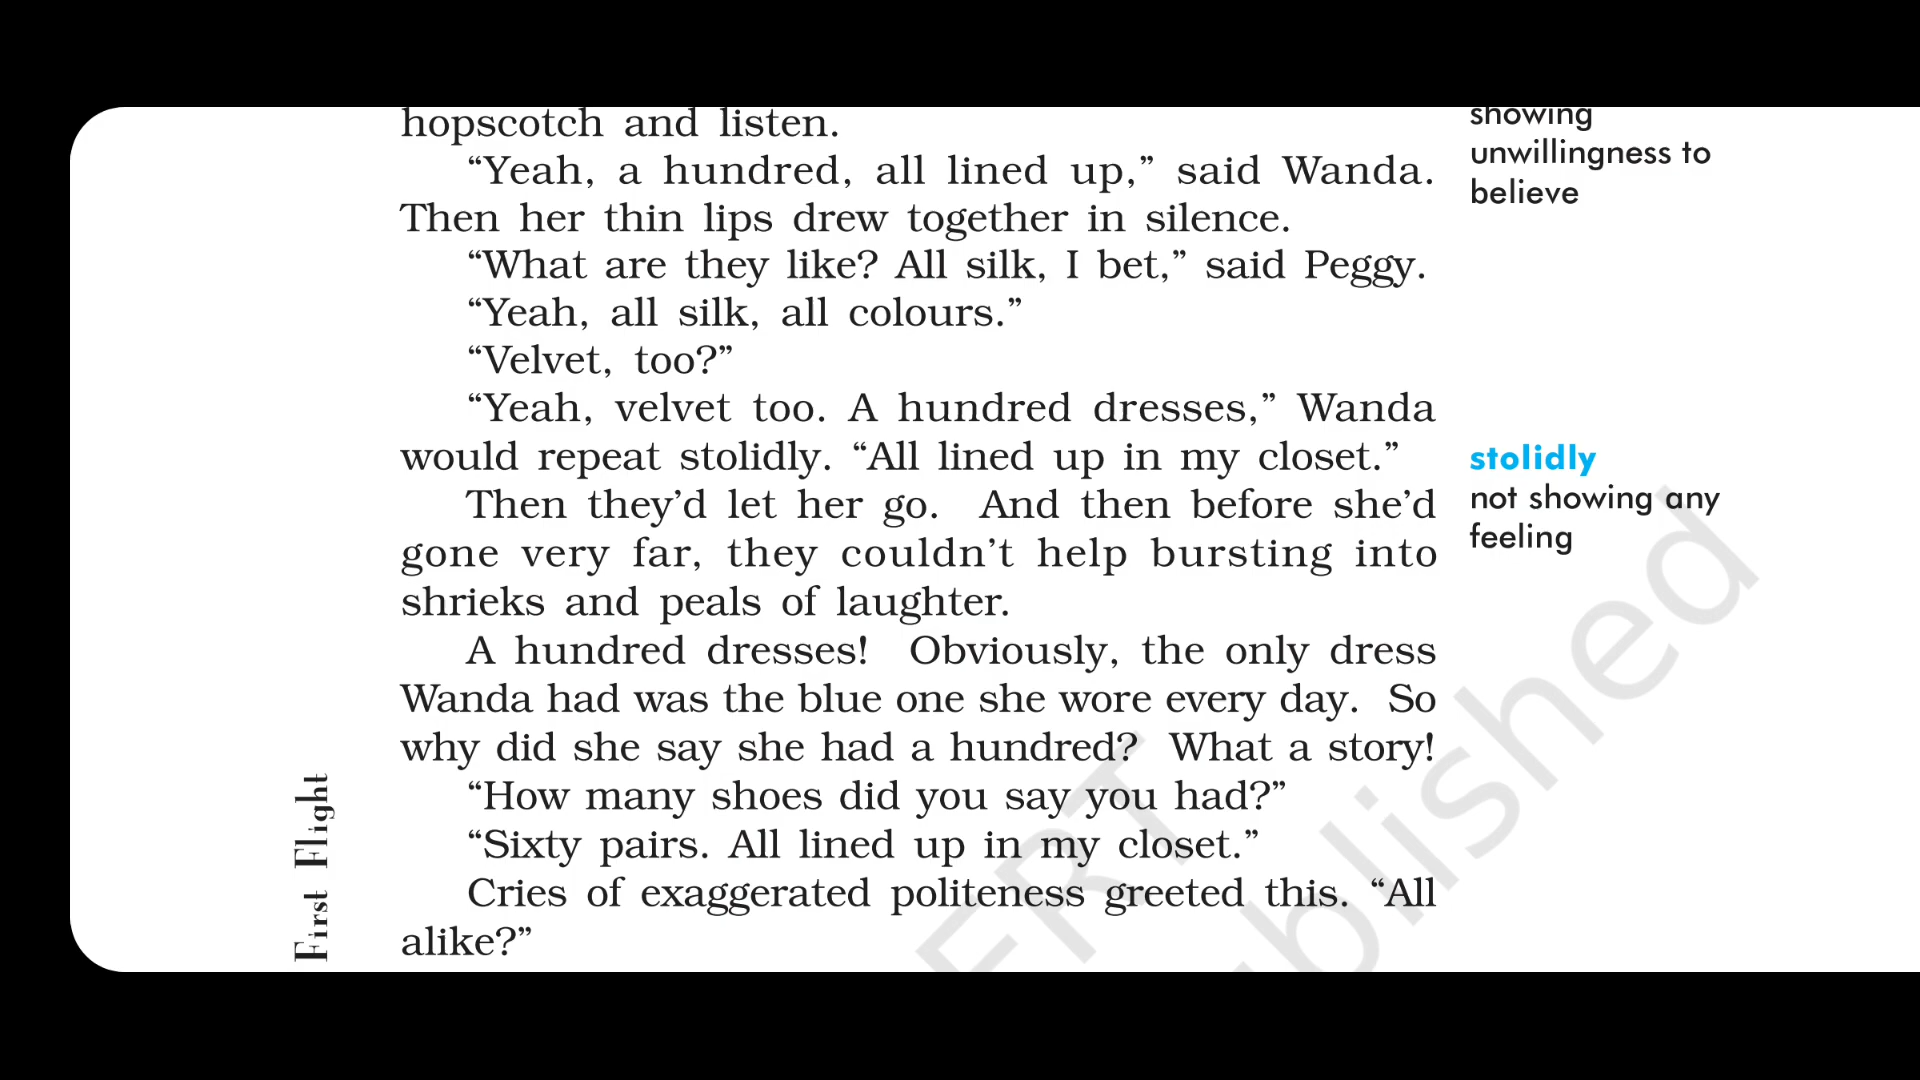 hopscotch and listen.
“Yeah, a hundred, all lined up,” said Wanda.
Then her thin lips drew together in silence.
“What are they like? All silk, I bet,” said Peggy.
“Yeah, all silk, all colours.”
“Velvet, too?”
“Yeah, velvet too. A hundred dresses,” Wanda
would repeat stolidly. “All lined up in my closet.”
Then they’d let her go. And then before she’d
gone very far, they couldn’t help bursting into
shrieks and peals of laughter.
A hundred dresses! Obviously, the only dress
Wanda had was the blue one she wore every day. So
why did she say she had a hundred? What a story!
“How many shoes did you say you had?”
“Sixty pairs. All lined up in my closet.”
Cries of exaggerated politeness greeted this. “All
alike?”
showing
unwillingness to
believe
stolidly
not showing any
feeling
First Flight
ERT
blished